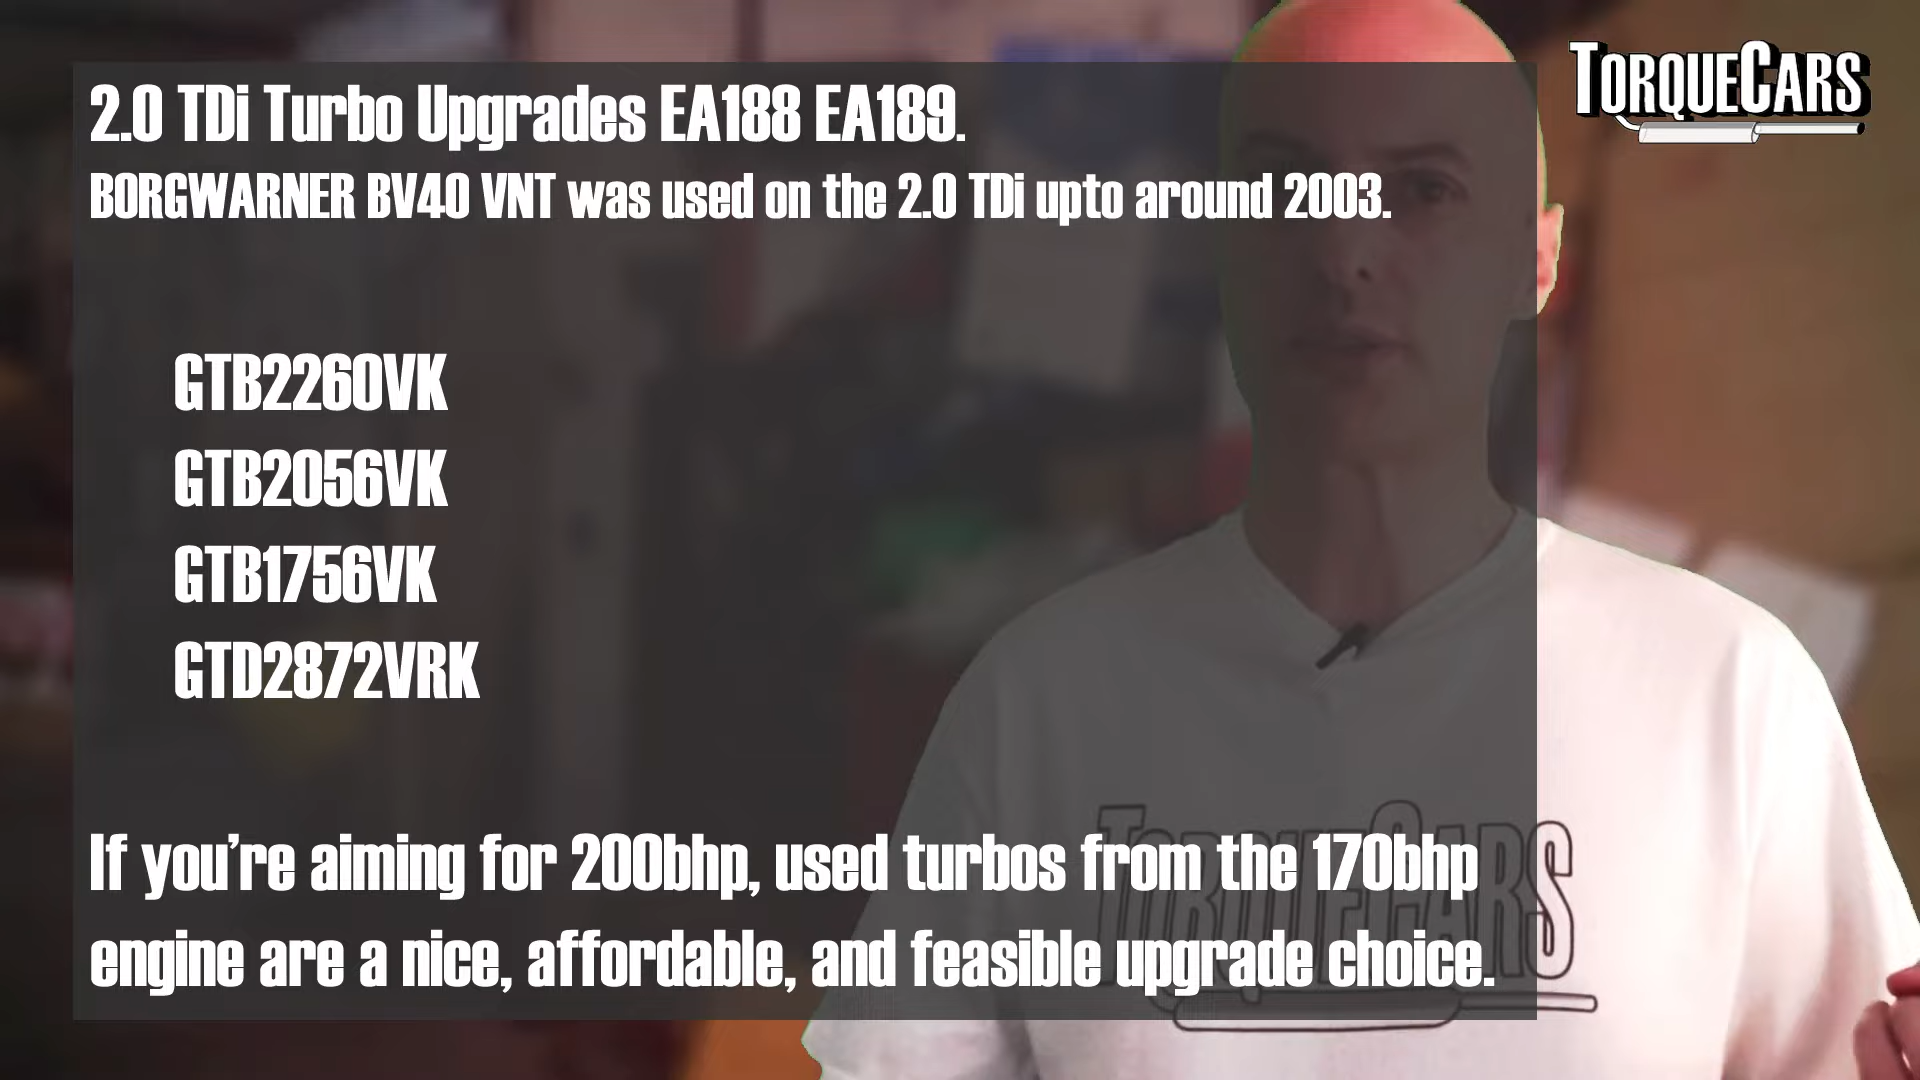 TORQUECARS
2.0 TDi Turbo Upgrades EA188 EA189.
BORGWARNER BV40 VNT was used on the 2.0 TDi upto around 2003.
GTB2260VK
GTB2056VK
GTB1756VK
GTD2872VRK
If you're aiming for 200bhp, used turbos from the 170bhp
engine are a nice, affordable, and feasible upgrade choice.
TORQUECARS